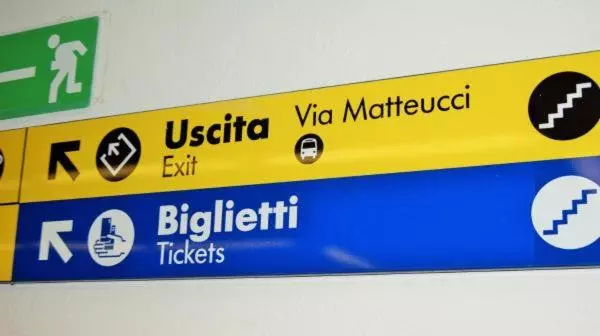 Uscita Via Matteucci
Exit
Biglietti
Tickets